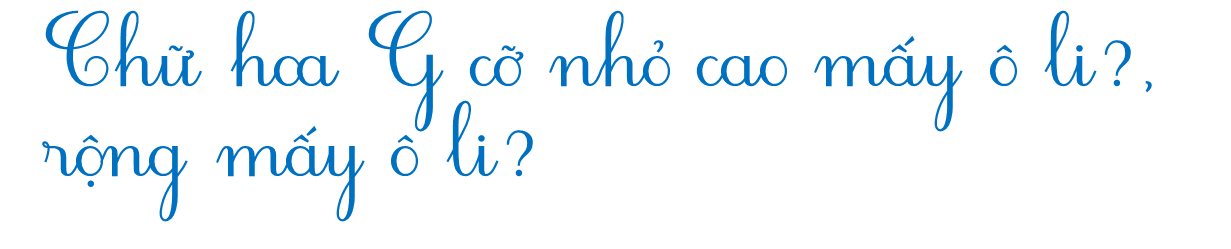 Chữ hoa G cỡ nhỏ cao mấy ô li?,
rộng mấy ô li?